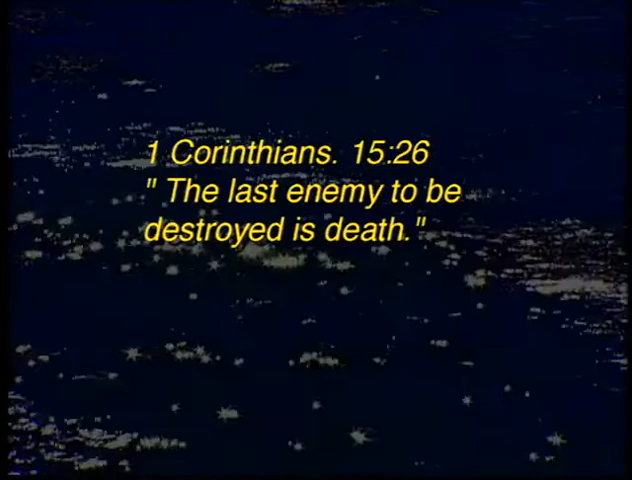 1 Corinthians. 15:26
" The last enemy to be
destroyed is death."